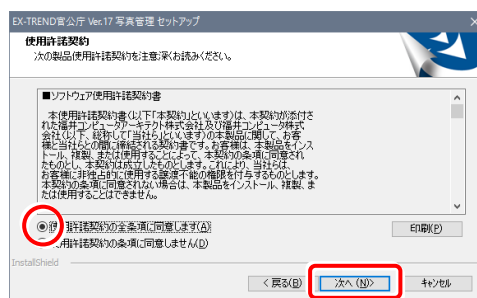 EX-TREND官公庁 Ver.17 写真管理 セットアップ
使用許諾契約
次の製品使用許諾契約を注意深くお読みください。
■ソフトウェア使用許諾契約書
本使用許諾契約書(以下「本契約」といいます)は、本契約が添付さ
れた福井コンピュータアーキテクト株式会社及び福井コンピュータ株式
会社(以下、総称して「当社ら」といいます)の本製品に関して、お客
様と当社らとの間に締結される契約書です。お客様は、本製品をインス
トール、複製、または使用することによって、本契約の条項に同意され
たものとし、本契約は成立したものとします。これにより、当社らは、
お客様に非独占的に使用する譲渡不能の権限を付与するものとします。
本契約の条項に同意されない場合は、本製品をインストール、複製、ま
たは使用することはできません。
使用許諾契約の全条項に同意します(A)
印刷(P)
使用許諾契約の条項に同意しません(D)
InstallShield
< 戻る(B)
次へ (N)>
キャンセル